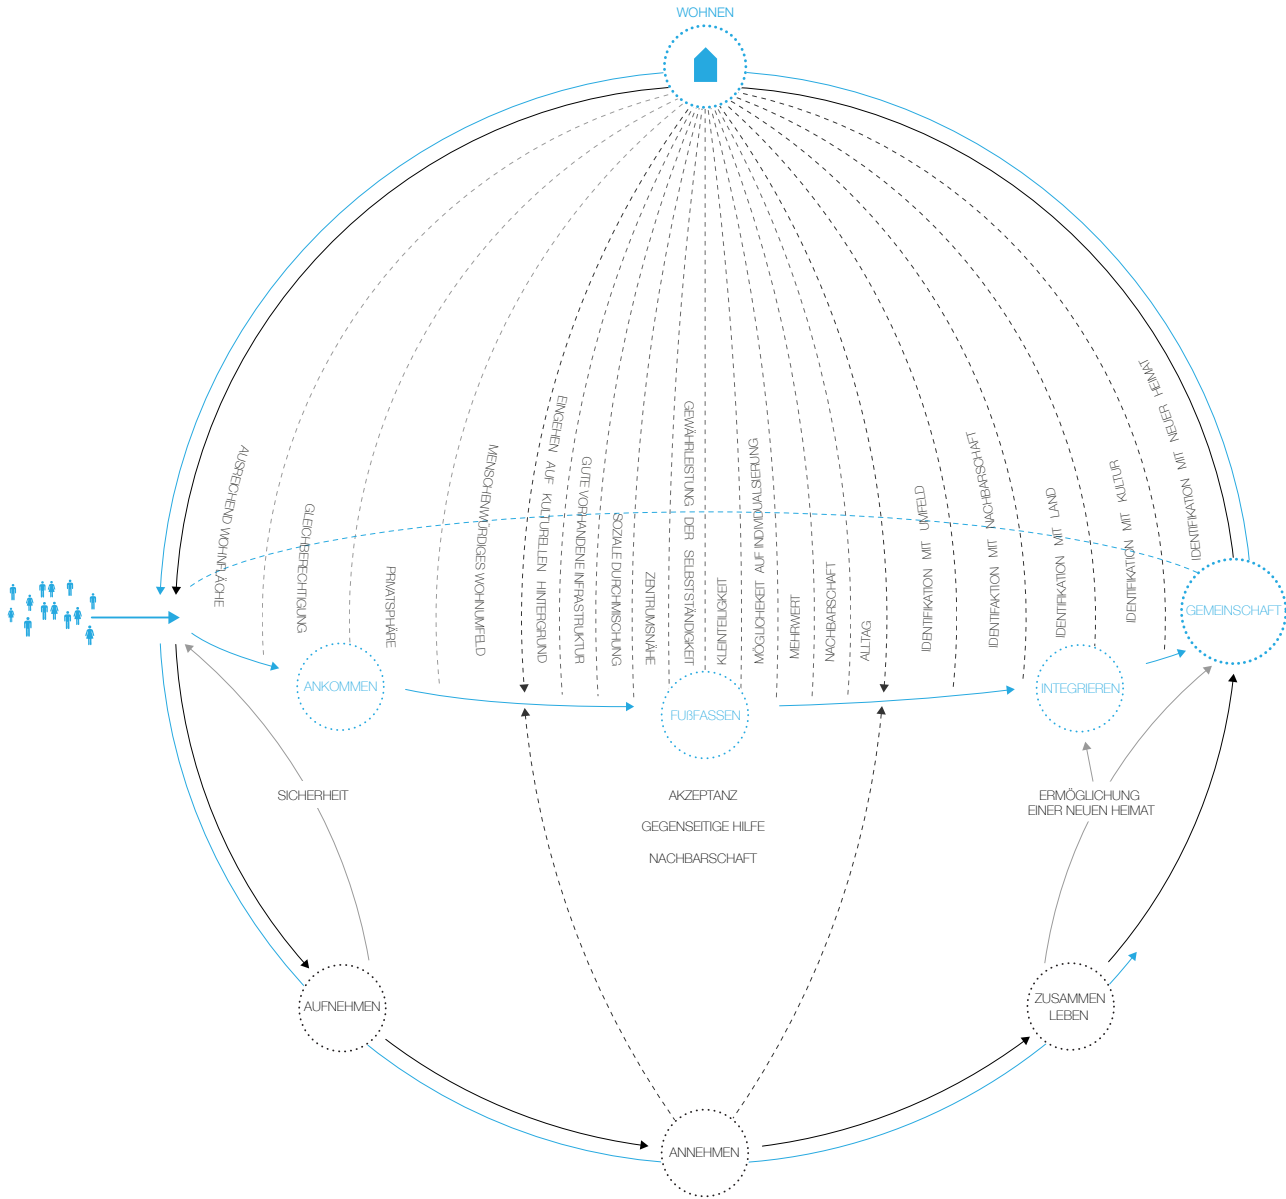 WOHNEN
AUSREICHEND WOHNFLÄCHE
GLEICHBERECHTIGUNG
PRIVATSPHÄRE
MENSCHENWÜRDIGES WOHNUMFELD
EINGEHEN AUF KULTURELLEN HINTERGRUND
GUTE VORHANDENE INFRASTRUKTUR
SOZIALE DURCHMISCHUNG
ZENTRUMSNÄHE
GEWÄHRLEISTUNG DER SELBSTSTÄNDIGKEIT
KLEINTEILIGKEIT
MÖGLICHEKEIT AUF INDIVIDUALSIERUNG
MEHRWERT
NACHBARSCHAFT
ALLTAG
IDENTIFIKATION MIT UMFELD
IDENTIFAKTION MIT NACHBARSCHAFT
IDENTIFIKATION MIT LAND
IDENTIFIKATION MIT KULTUR
IDENTIFIKATION MIT NEUER HEIMAT
GEMEINSCHAFT
ANKOMMEN
FUßFASSEN
INTEGRIEREN
SICHERHEIT
AKZEPTANZ
GEGENSEITIGE HILFE
NACHBARSCHAFT
ERMÖGLICHUNG
EINER NEUEN HEIMAT
AUFNEHMEN
ZUSAMMEN
LEBEN
ANNEHMEN